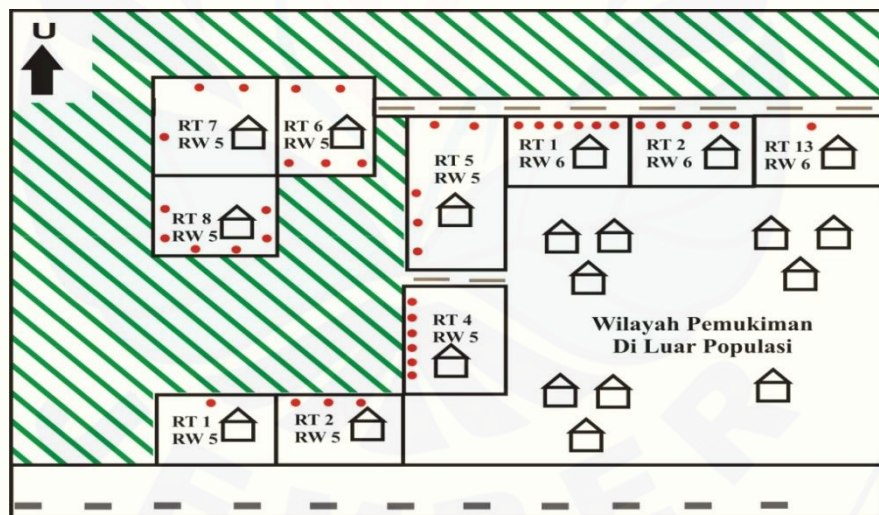 U
RT 7
RW 5
RT 6
RW 5
RT 5
RW 5
RT 1
RW 6
RT 2
RW 6
RT 13
RW 6
RT 8
RW 5
RT 4
RW 5
Wilayah Pemukiman
Di Luar Populasi
RT 1
RW 5
RT 2
RW 5